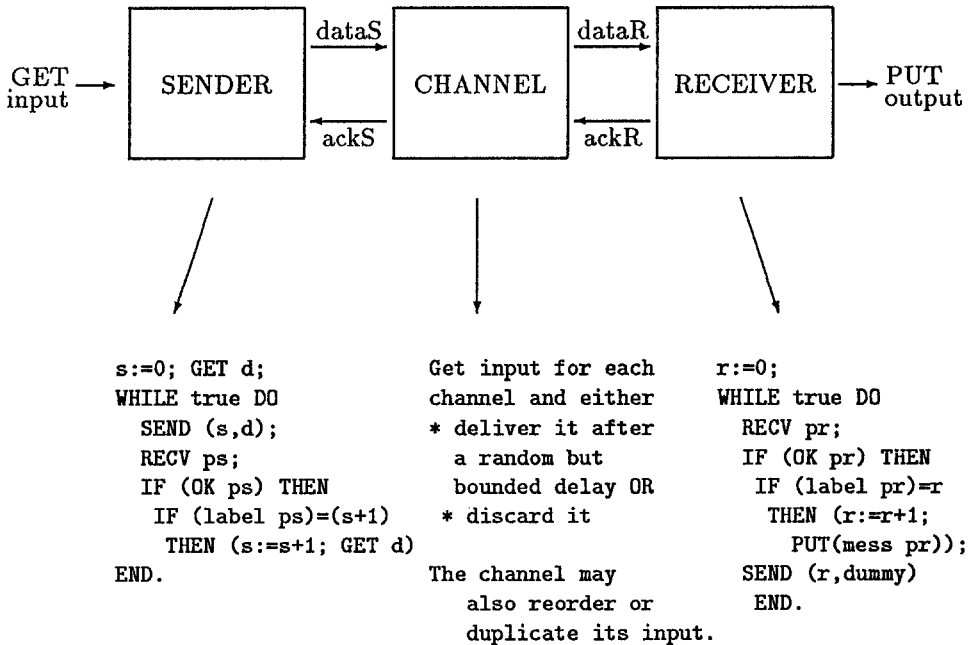 dataS
dataR
GET
input
SENDER
CHANNEL
RECEIVER
PUT
output
ackS
ackR
s:=0; GET d;
WHILE true DO
SEND (s,d);
RECV ps;
IF (OK ps) THEN
IF (label ps)=(s+1)
THEN (s:=s+1; GET d)
END.
Get input for each
channel and either
* deliver it after
a random but
bounded delay OR
* discard it
The channel may
also reorder or
duplicate its input.
r:=0;
WHILE true DO
RECV pr;
IF (OK pr) THEN
IF (label pr)=r
THEN (r:=r+1;
PUT(mess pr));
SEND (r,dummy)
END.